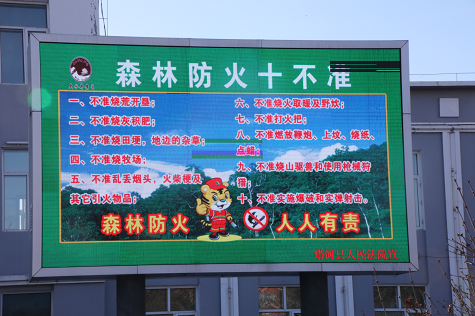 森林防火十不准
一、不准烧荒开垦；
二、不准烧灰积肥；
三、不准烧田埂，地边的杂草；
四、不准烧牧场；
五、不准乱丢烟头，火柴梗及
其它引火物品；
六、不准烧火取暖及野炊；
七、不准打火把；
八、不准燃放鞭炮、上坟、烧纸、
点蜡；
九、不准烧山驱兽和使用枪械狩
猎；
十、不准实施爆破和实弹射击。
森林防火 人人有责
县人民法院宣